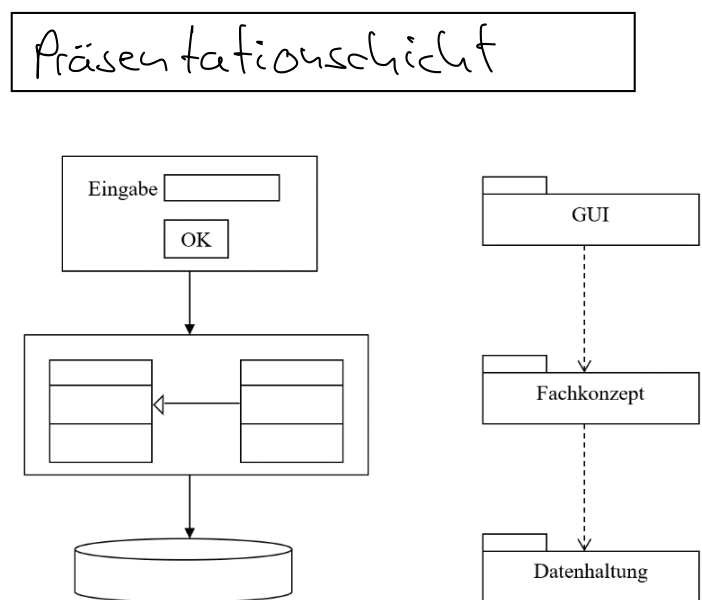 Präsentationschicht
Eingabe
OK
GUI
Fachkonzept
Datenhaltung